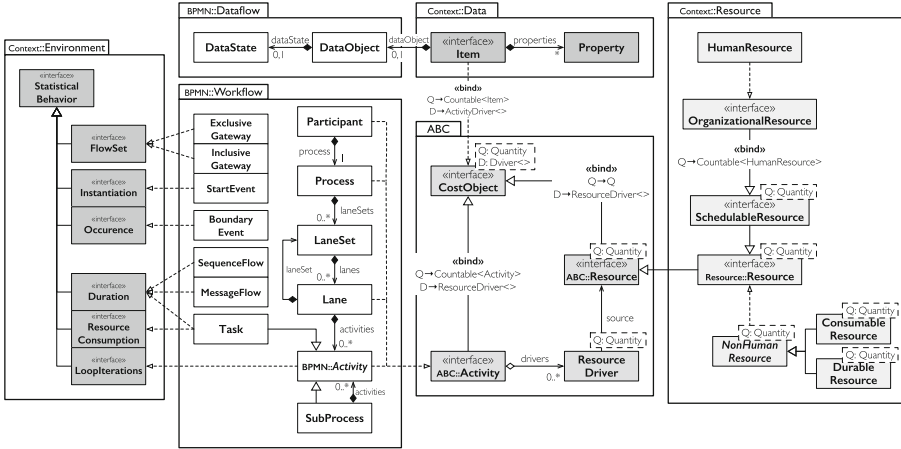 Context::Environment
«interface»
Statistical
Behavior
«interface»
FlowSet
«interface»
Instantiation
«interface»
Occurence
«interface»
Duration
«interface»
Resource
Consumption
«interface»
LoopIterations
BPMN::Dataflow
DataState
dataState
0,1
DataObject
dataObject
0,1
BPMN::Workflow
Exclusive
Gateway
Inclusive
Gateway
StartEvent
Boundary
Event
SequenceFlow
MessageFlow
Task
Participant
process
1
Process
0..*
laneSets
LaneSet
laneSet
0..*
lanes
Lane
activities
0..*
BPMN::Activity
0..*
activities
SubProcess
Context::Data
«interface»
Item
properties
*
Property
«bind»
Q→Countable<Item>
D→ActivityDriver<>
ABC
Q: Quantity
D: Dviver<>
«interface»
CostObject
«bind»
Q→Q
D→ResourceDriver<>
«bind»
Q→Countable<Activity>
D→ResourceDriver<>
Q: Quantity
«interface»
ABC::Resource
source
Q: Quantity
Resource
Driver
«interface»
ABC::Activity
drivers
0..*
Context::Resource
HumanResource
«interface»
OrganizationalResource
«bind»
Q→Countable<HumanResource>
Q: Quantity
SchedulableResource
Q: Quantity
«interface»
Resource::Resource
Q: Quantity
NonHuman
Resource
Q: Quantity
Consumable
Resource
Q: Quantity
Durable
Resource